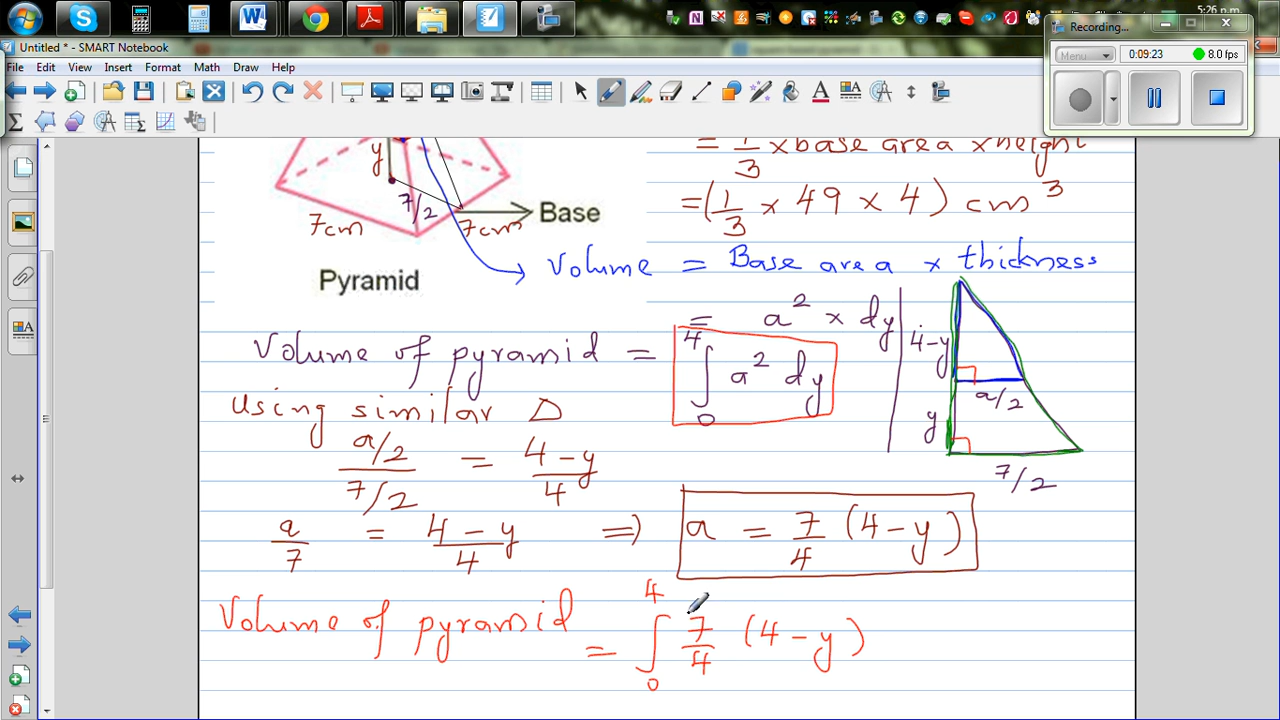 5:26 p.m.
Recording...
Menu 0:09:23 8.0 fps
Untitled * - SMART Notebook
File Edit View Insert Format Math Draw Help
= 1/3 x base area x height
y
7/2
7cm 7cm
Base
= (1/3 x 49 x 4) cm³
Pyramid
Volume = Base area x thickness
= a² x dy
Volume of pyramid = ∫₀⁴ a² dy
4-y
a/2
y
7/2
Using similar Δ
(a/2)/(7/2) = (4-y)/4
a/7 = (4-y)/4 ⇒ a = 7/4 (4-y)
Volume of pyramid = ∫₀⁴ 7/4 (4-y)